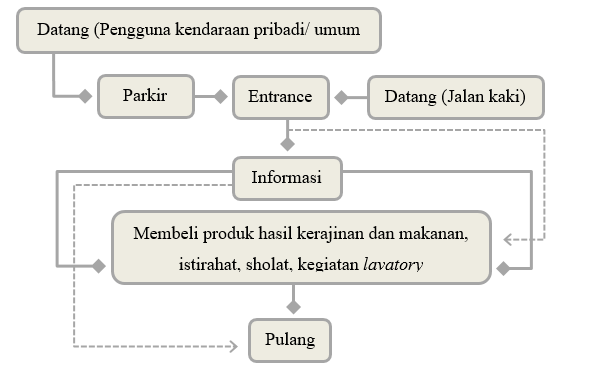 Datang (Pengguna kendaraan pribadi/ umum
Parkir
Entrance
Datang (Jalan kaki)
Informasi
Membeli produk hasil kerajinan dan makanan,
istirahat, sholat, kegiatan lavatory
Pulang